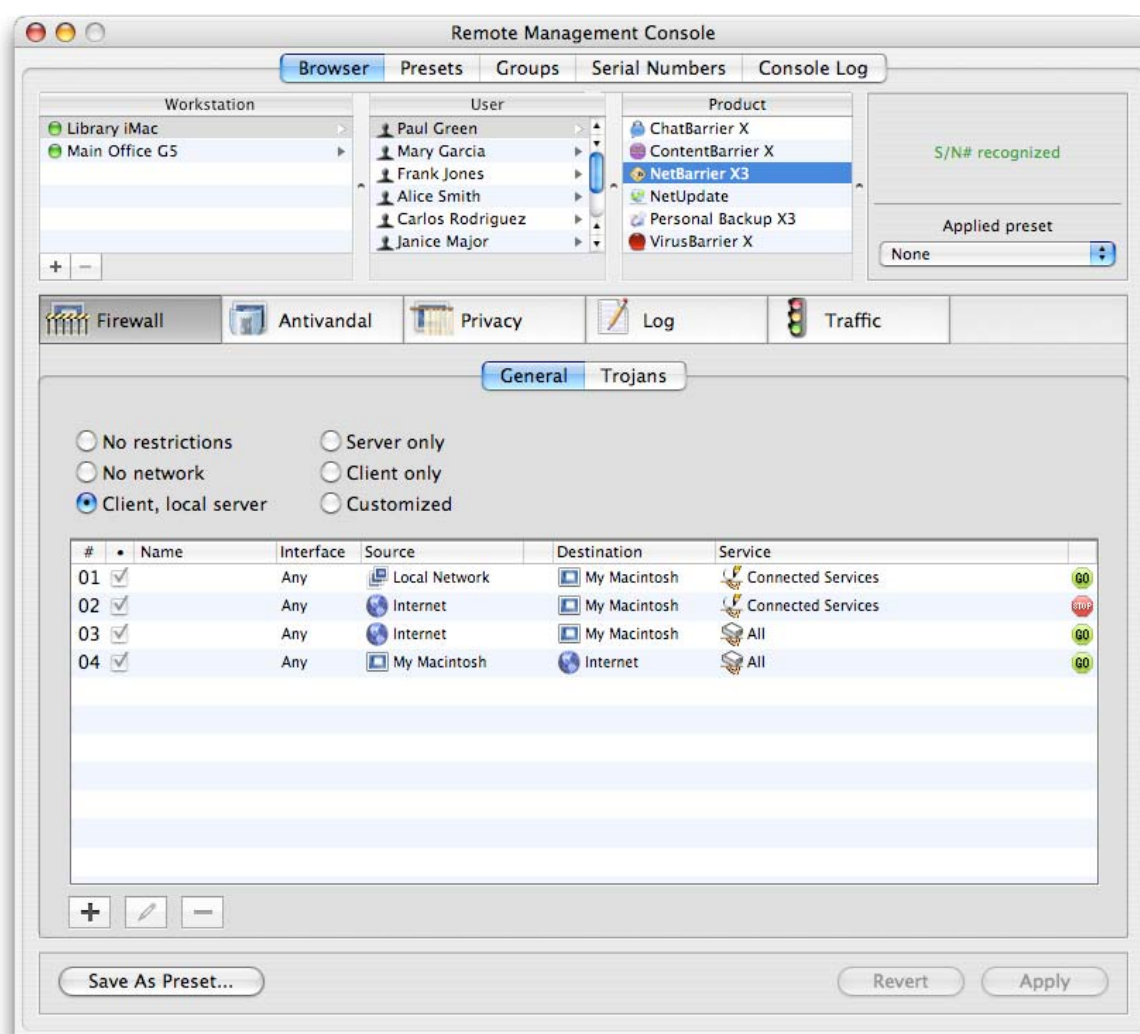 Remote Management Console
Browser Presets Groups Serial Numbers Console Log
Workstation
Library iMac
Main Office G5
+ −
User
Paul Green
Mary Garcia
Frank Jones
Alice Smith
Carlos Rodriguez
Janice Major
Product
ChatBarrier X
ContentBarrier X
NetBarrier X3
NetUpdate
Personal Backup X3
VirusBarrier X
S/N# recognized
Applied preset
None
Firewall Antivandal Privacy Log Traffic
General Trojans
No restrictions Server only
No network Client only
Client, local server Customized
# • Name Interface Source Destination Service
01 Any Local Network My Macintosh Connected Services GO
02 Any Internet My Macintosh Connected Services STOP
03 Any Internet My Macintosh All GO
04 Any My Macintosh Internet All GO
+ −
Save As Preset... Revert Apply